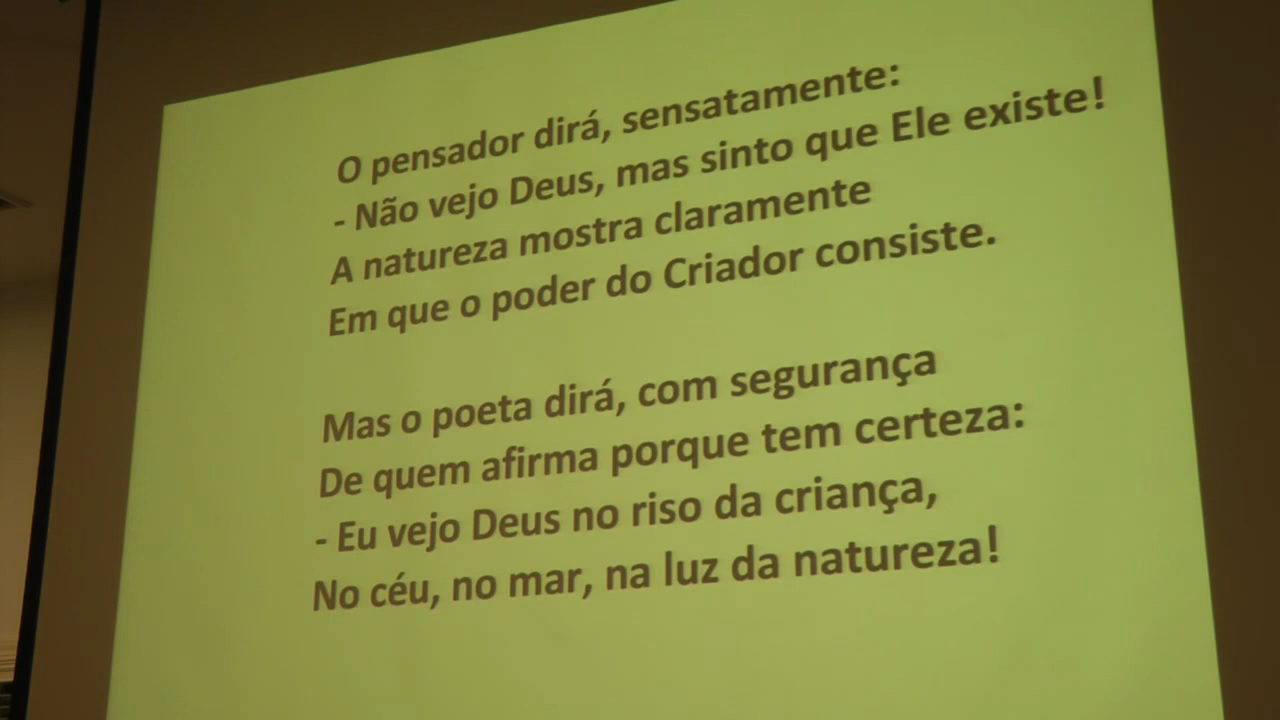 O pensador dirá, sensatamente:
- Não vejo Deus, mas sinto que Ele existe!
A natureza mostra claramente
Em que o poder do Criador consiste.
Mas o poeta dirá, com segurança
De quem afirma porque tem certeza:
- Eu vejo Deus no riso da criança,
No céu, no mar, na luz da natureza!